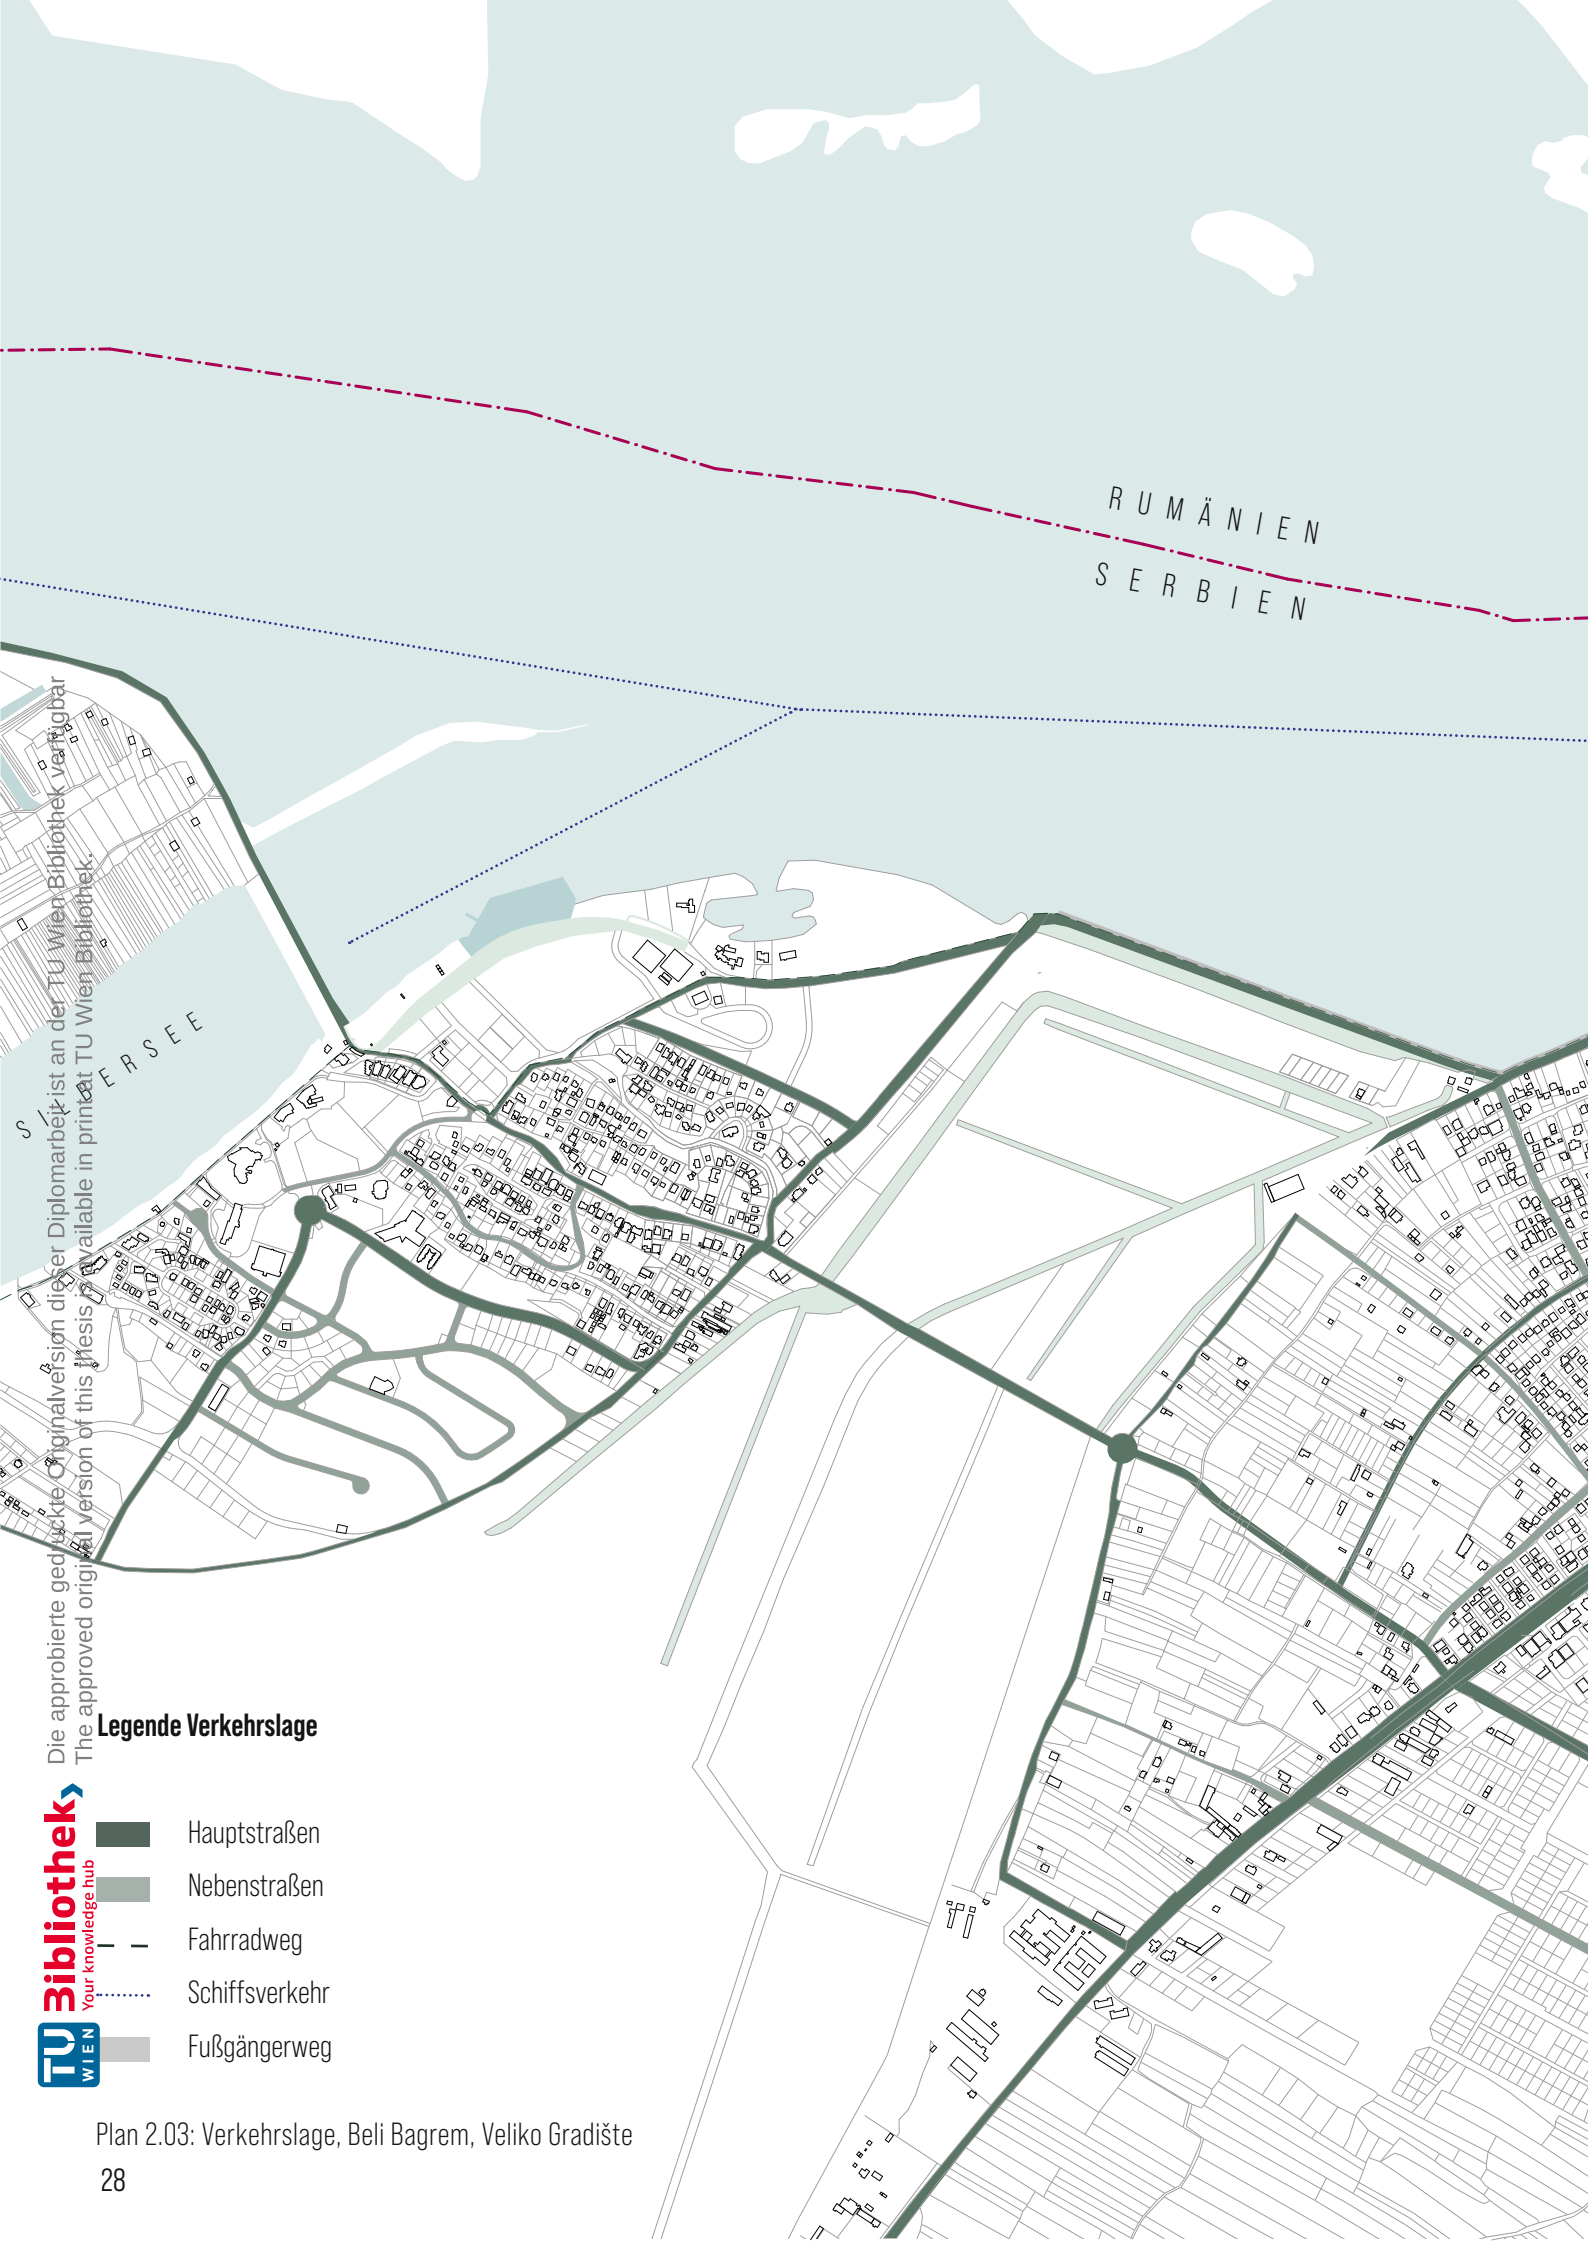 RUMÄNIEN
SERBIEN
SILBERSEE
Die approbierte gedruckte Originalversion dieser Diplomarbeit ist an der TU Wien Bibliothek verfügbar
The approved original version of this thesis is available in print at TU Wien Bibliothek.
Legende Verkehrslage
Hauptstraßen
Nebenstraßen
Fahrradweg
Schiffsverkehr
Fußgängerweg
Bibliothek
Your knowledge hub
TU
WIEN
Plan 2.03: Verkehrslage, Beli Bagrem, Veliko Gradište
28